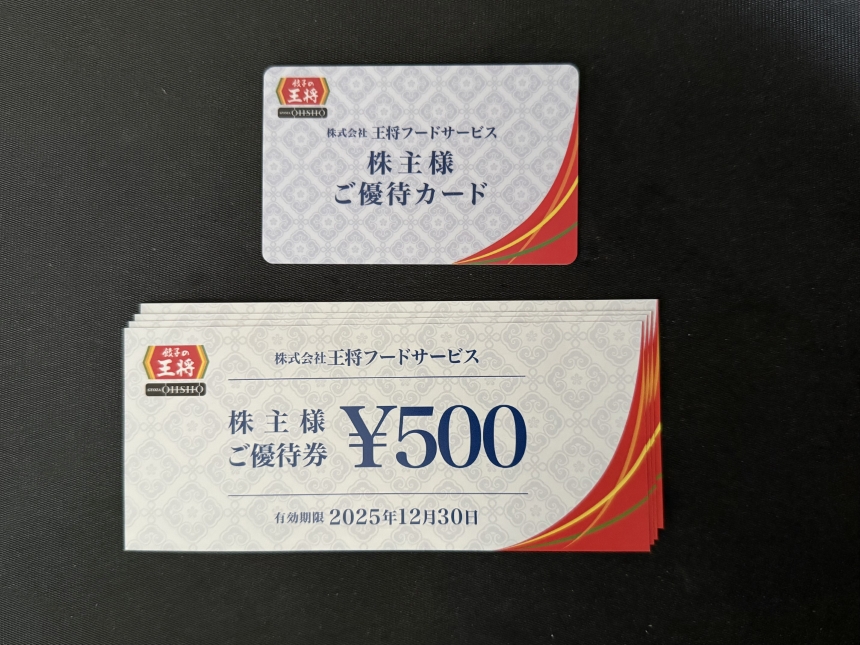 餃子の
王将
GYOZA OHSHO
株式会社 王将フードサービス
株主様
ご優待カード
餃子の
王将
GYOZA OHSHO
株式会社 王将フードサービス
株主様
ご優待券 ¥500
有効期限 2025年12月30日